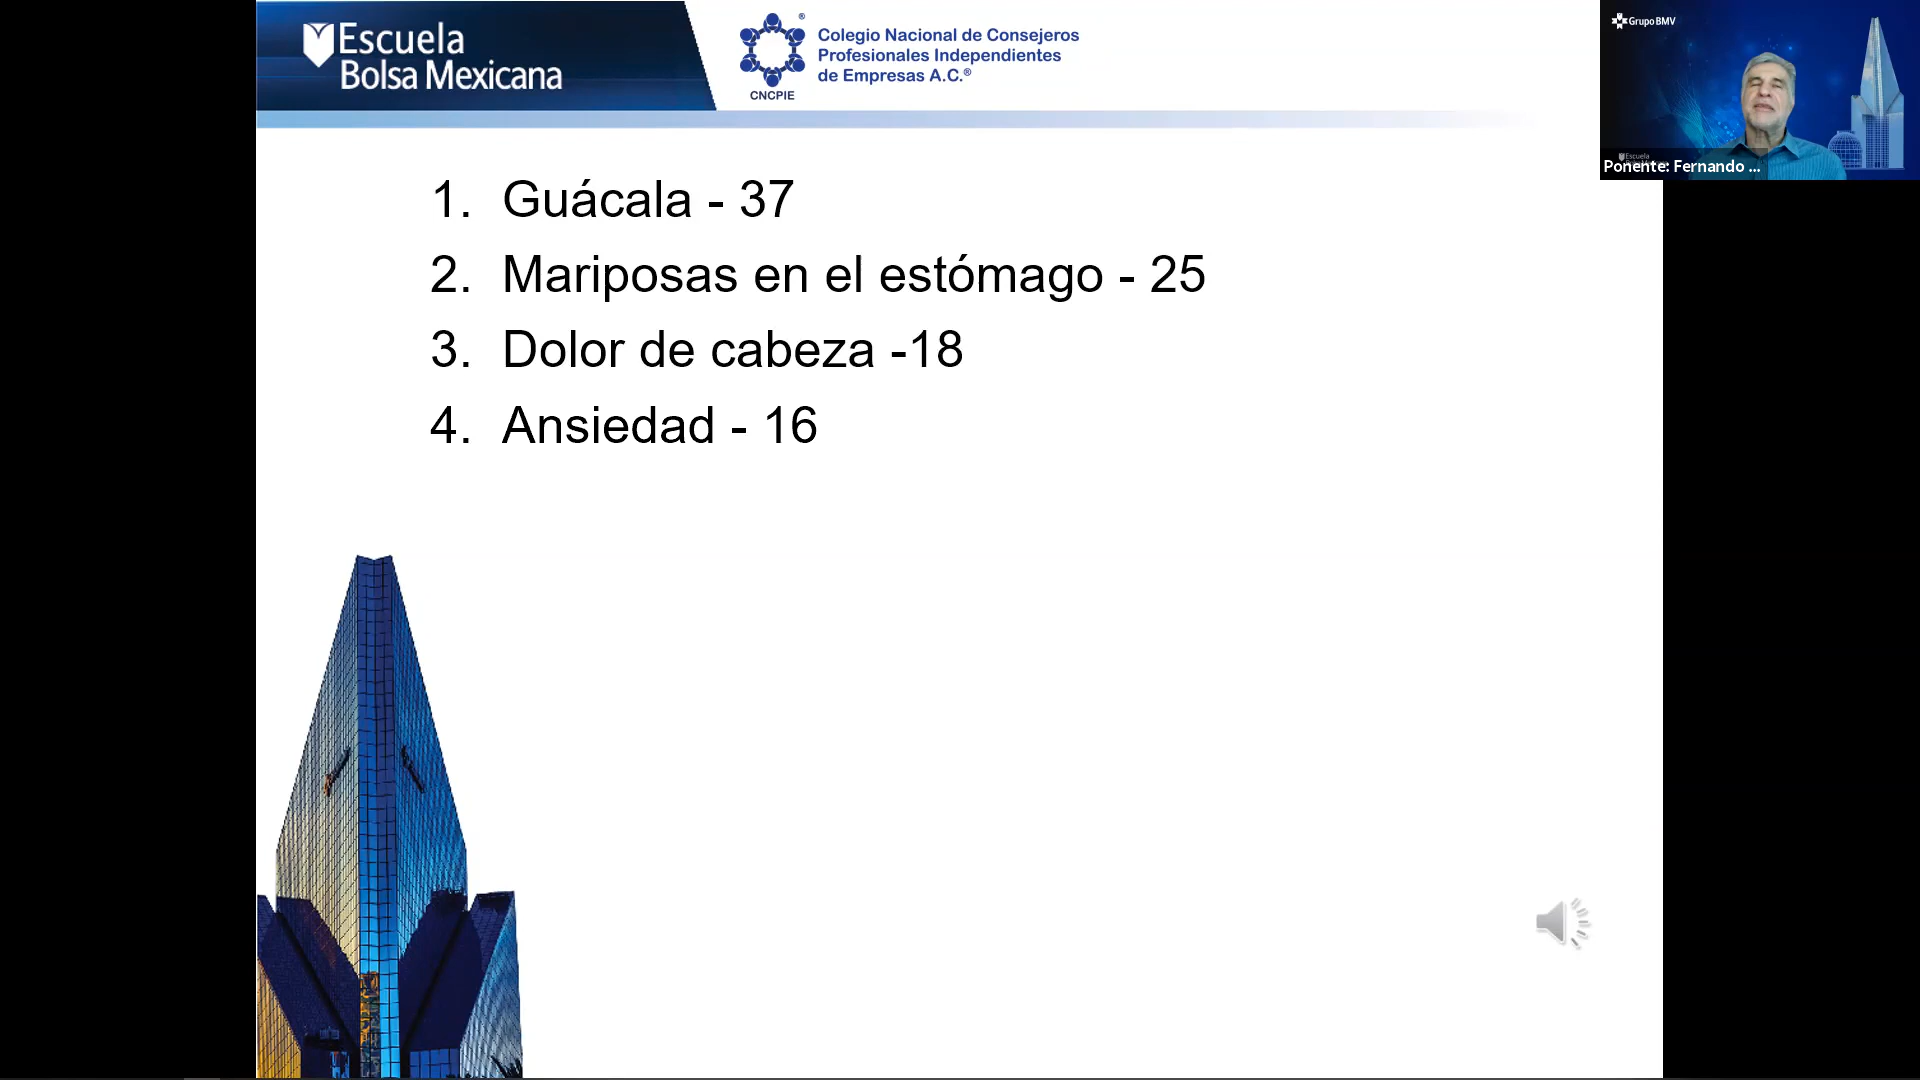 Escuela
Bolsa Mexicana
CNCPIE
Colegio Nacional de Consejeros
Profesionales Independientes
de Empresas A.C.®
Grupo BMV
Escuela
Ponente: Fernando ...
1. Guácala - 37
2. Mariposas en el estómago - 25
3. Dolor de cabeza -18
4. Ansiedad - 16